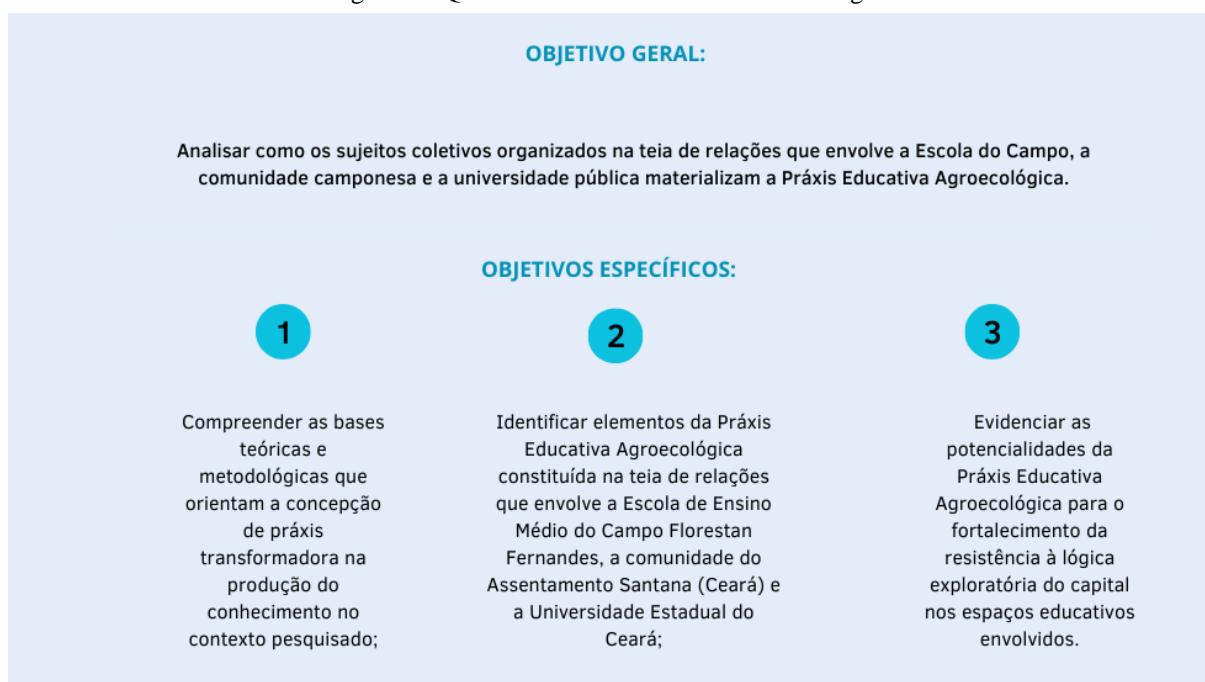 OBJETIVO GERAL:
Analisar como os sujeitos coletivos organizados na teia de relações que envolve a Escola do Campo, a
comunidade camponesa e a universidade pública materializam a Práxis Educativa Agroecológica.
OBJETIVOS ESPECÍFICOS:
1
Compreender as bases
teóricas e
metodológicas que
orientam a concepção
de práxis
transformadora na
produção do
conhecimento no
contexto pesquisado;
2
Identificar elementos da Práxis
Educativa Agroecológica
constituída na teia de relações
que envolve a Escola de Ensino
Médio do Campo Florestan
Fernandes, a comunidade do
Assentamento Santana (Ceará) e
a Universidade Estadual do
Ceará;
3
Evidenciar as
potencialidades da
Práxis Educativa
Agroecológica para o
fortalecimento da
resistência à lógica
exploratória do capital
nos espaços educativos
envolvidos.